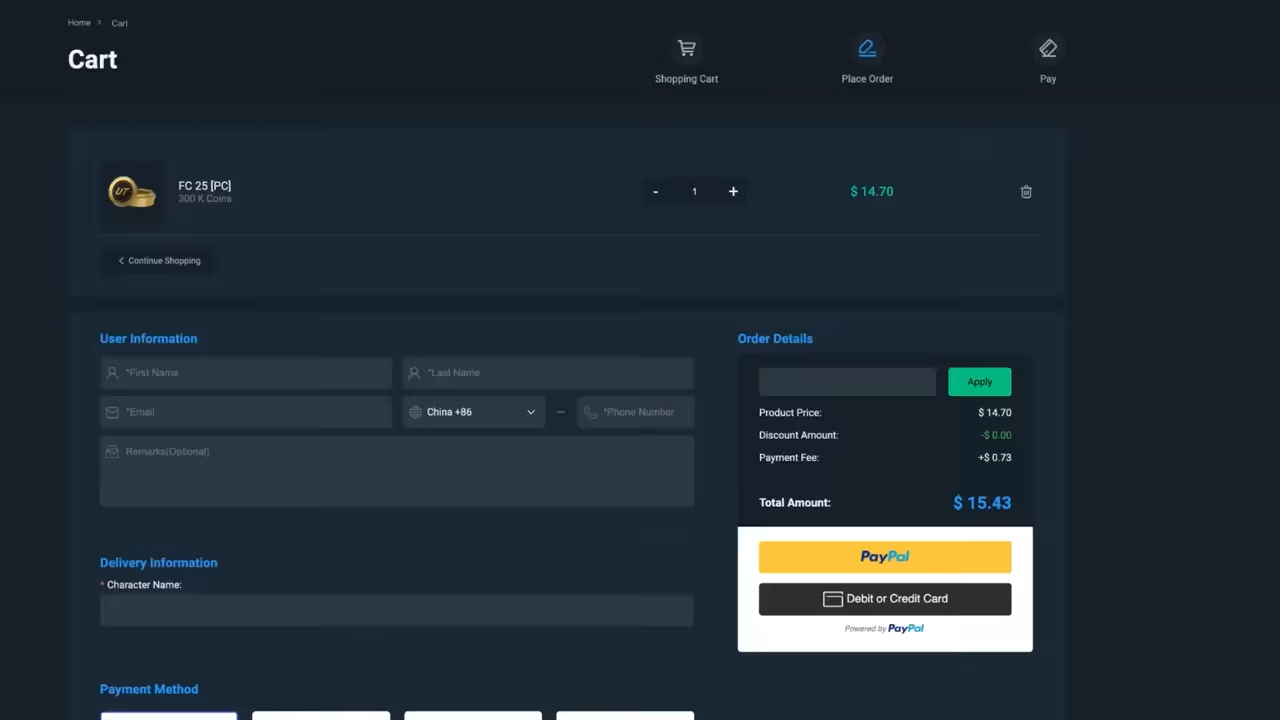 Home > Cart
Cart
Shopping Cart
Place Order
Pay
UT
FC 25 [PC]
300 K Coins
- 1 +
$ 14.70
< Continue Shopping
User Information
*First Name
*Last Name
*Email
China +86
*Phone Number
Remarks(Optional)
Delivery Information
* Character Name:
Payment Method
Order Details
Apply
Product Price: $ 14.70
Discount Amount: -$ 0.00
Payment Fee: +$ 0.73
Total Amount: $ 15.43
PayPal
Debit or Credit Card
Powered by PayPal